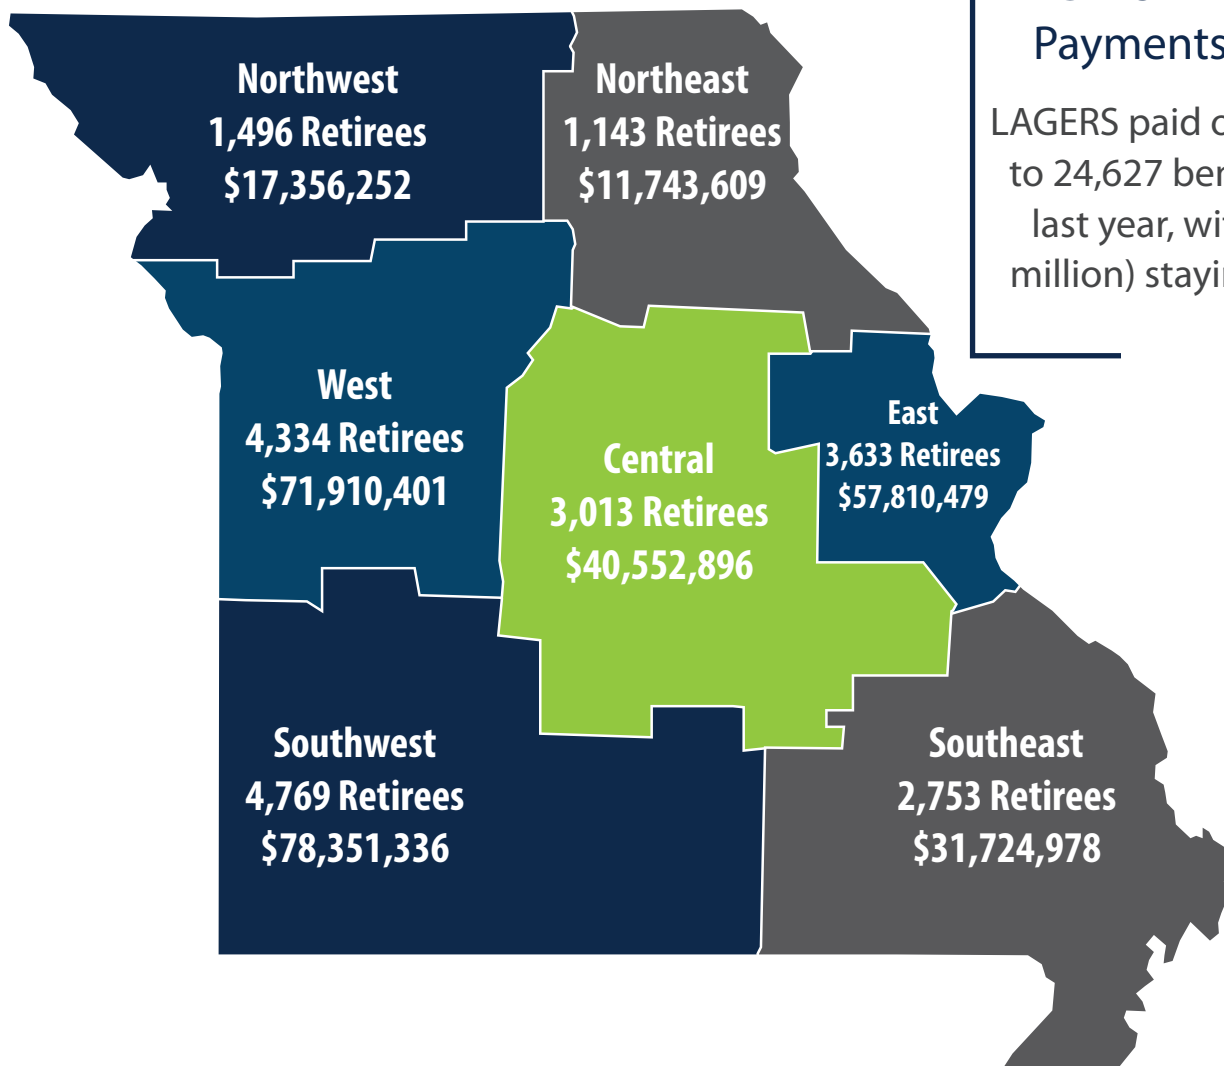 Payments
LAGERS paid
to 24,627
last year,
million)
Northwest
1,496 Retirees
$17,356,252
Northeast
1,143 Retirees
$11,743,609
West
4,334 Retirees
$71,910,401
Central
3,013 Retirees
$40,552,896
East
3,633 Retirees
$57,810,479
Southwest
4,769 Retirees
$78,351,336
Southeast
2,753 Retirees
$31,724,978